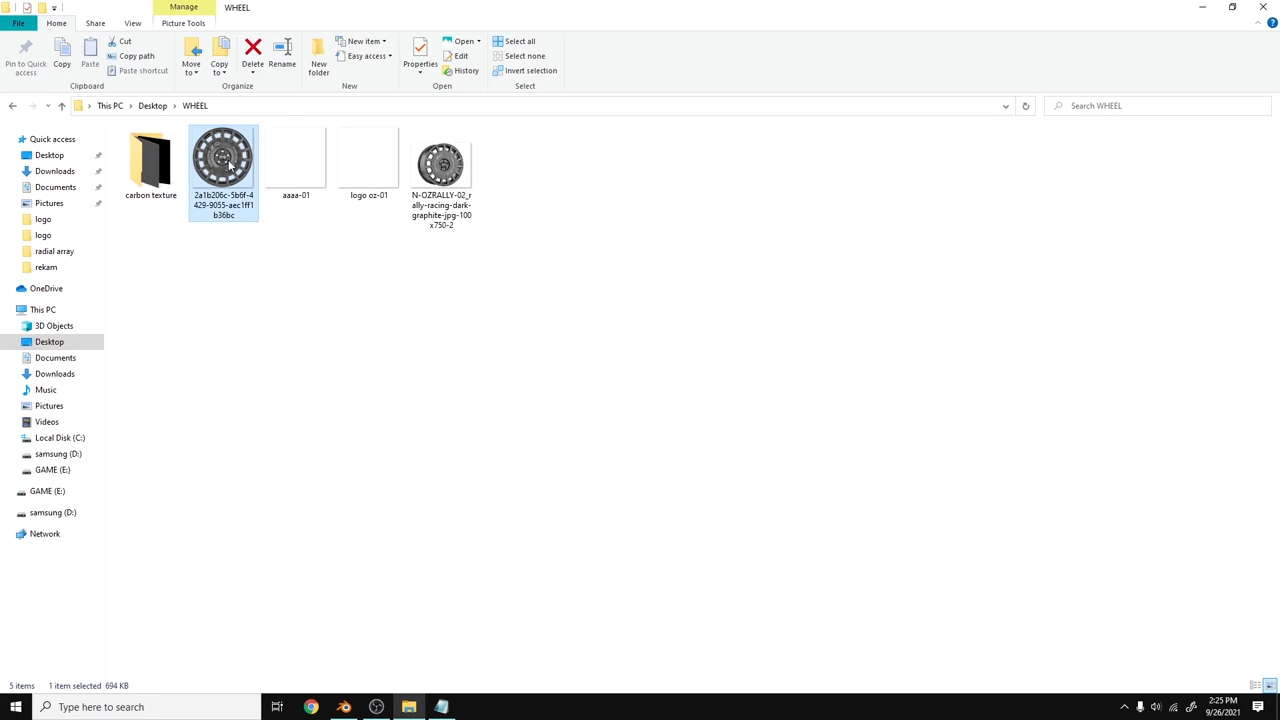 Manage
WHEEL
File
Home
Share
View
Picture Tools
Pin to Quick access
Copy
Paste
Cut
Copy path
Paste shortcut
Clipboard
Move to
Copy to
Delete
Rename
Organize
New folder
New item
Easy access
New
Properties
Open
Edit
History
Open
Select all
Select none
Invert selection
Select
This PC
Desktop
WHEEL
Search WHEEL
Quick access
Desktop
Downloads
Documents
Pictures
logo
logo
radial array
rekam
OneDrive
This PC
3D Objects
Desktop
Documents
Downloads
Music
Pictures
Videos
Local Disk (C:)
samsung (D:)
GAME (E:)
GAME (E:)
samsung (D:)
Network
carbon texture
2a1b206c-5b6f-4
429-9055-aec1ff1
b36bc
aaaa-01
logo oz-01
N-OZRALLY-02_r
ally-racing-dark-
graphite-jpg-100
x750-2
5 items
1 item selected 694 KB
Type here to search
2:25 PM
9/26/2021